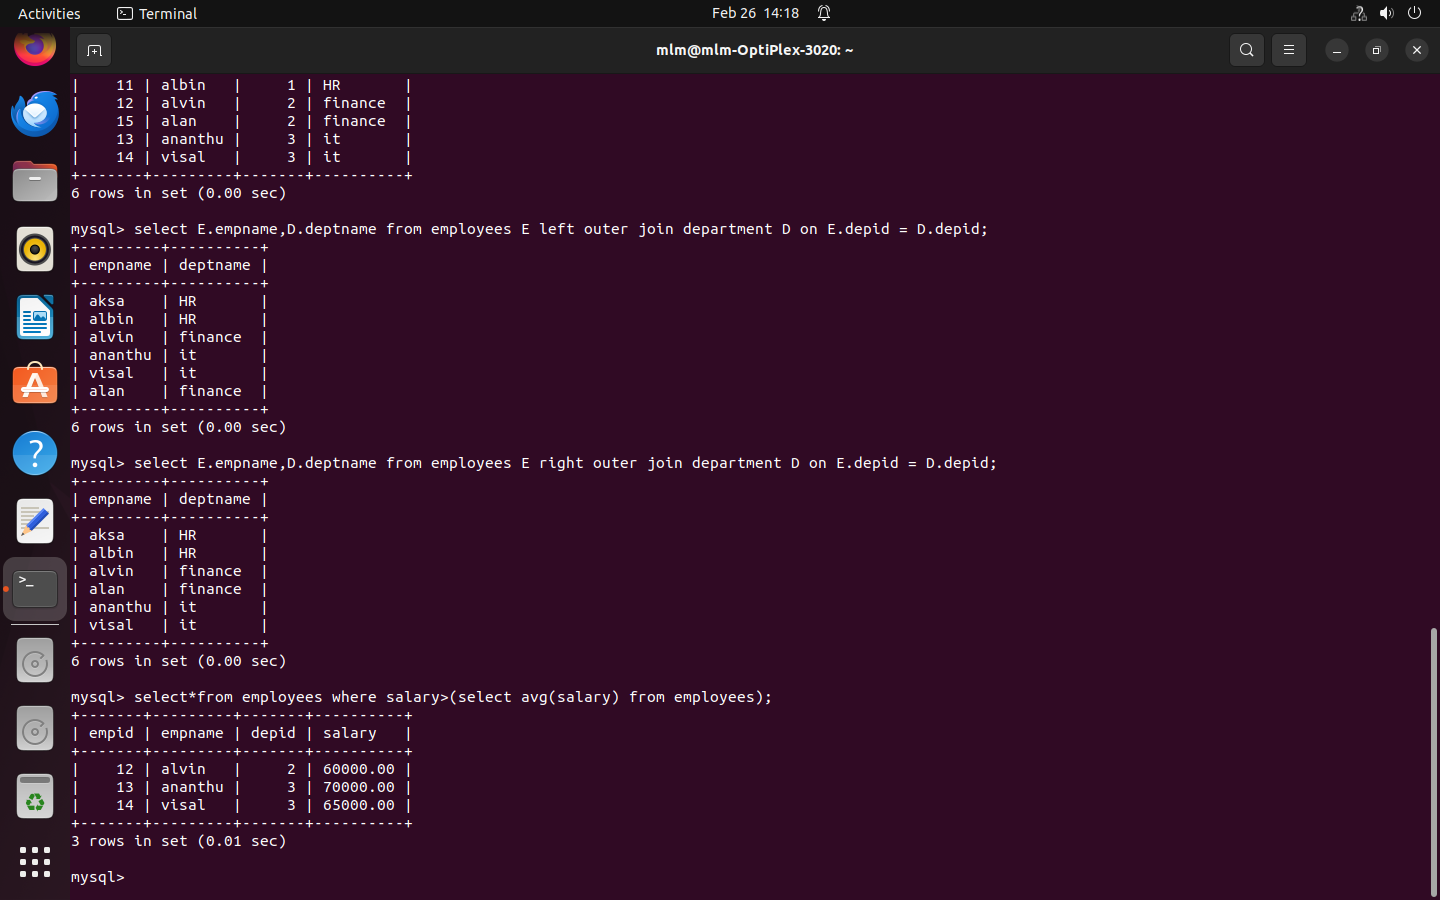 Activities Terminal Feb 26 14:18
mlm@mlm-OptiPlex-3020: ~
|    11 | albin   |     1 | HR       |
|    12 | alvin   |     2 | finance  |
|    15 | alan    |     2 | finance  |
|    13 | ananthu |     3 | it       |
|    14 | visal   |     3 | it       |
+-------+---------+-------+----------+
6 rows in set (0.00 sec)

mysql> select E.empname,D.deptname from employees E left outer join department D on E.depid = D.depid;
+---------+----------+
| empname | deptname |
+---------+----------+
| aksa    | HR       |
| albin   | HR       |
| alvin   | finance  |
| ananthu | it       |
| visal   | it       |
| alan    | finance  |
+---------+----------+
6 rows in set (0.00 sec)

mysql> select E.empname,D.deptname from employees E right outer join department D on E.depid = D.depid;
+---------+----------+
| empname | deptname |
+---------+----------+
| aksa    | HR       |
| albin   | HR       |
| alvin   | finance  |
| alan    | finance  |
| ananthu | it       |
| visal   | it       |
+---------+----------+
6 rows in set (0.00 sec)

mysql> select*from employees where salary>(select avg(salary) from employees);
+-------+---------+-------+----------+
| empid | empname | depid | salary   |
+-------+---------+-------+----------+
|    12 | alvin   |     2 | 60000.00 |
|    13 | ananthu |     3 | 70000.00 |
|    14 | visal   |     3 | 65000.00 |
+-------+---------+-------+----------+
3 rows in set (0.01 sec)

mysql>